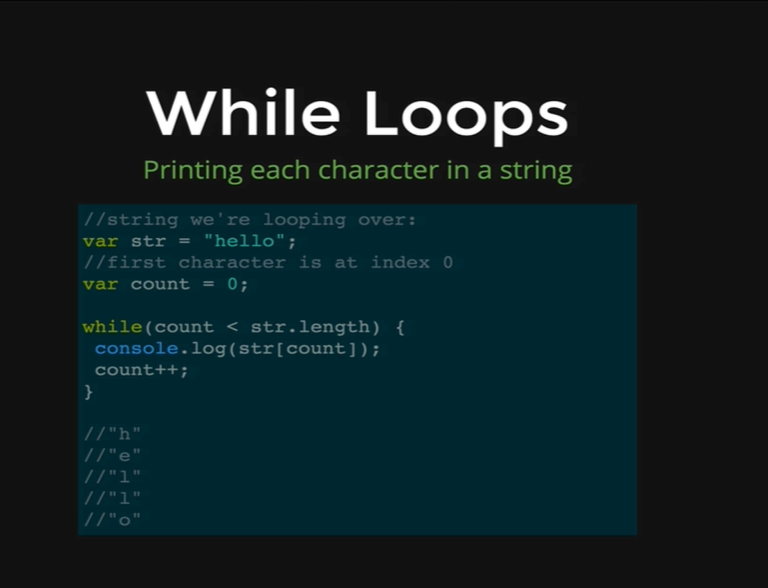 While Loops
Printing each character in a string
//string we're looping over:
var str = "hello";
//first character is at index 0
var count = 0;
while(count < str.length) {
console.log(str[count]);
count++;
}
//"h"
//"e"
//"l"
//"l"
//"o"